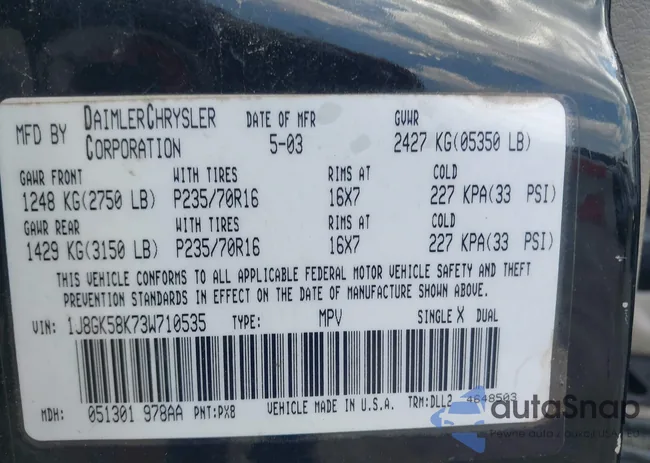 MFD BY DAIMLERCHRYSLER CORPORATION DATE OF MFR 5-03 GVWR 2427 KG(05350 LB)
GAWR FRONT WITH TIRES RIMS AT COLD
1248 KG(2750 LB) P235/70R16 16X7 227 KPA(33 PSI)
GAWR REAR WITH TIRES RIMS AT COLD
1429 KG(3150 LB) P235/70R16 16X7 227 KPA(33 PSI)
THIS VEHICLE CONFORMS TO ALL APPLICABLE FEDERAL MOTOR VEHICLE SAFETY AND THEFT
PREVENTION STANDARDS IN EFFECT ON THE DATE OF MANUFACTURE SHOWN ABOVE.
VIN: 1J8GK58K73W710535 TYPE: MPV SINGLE X DUAL
MDH: 051301 978AA PNT:PX8 VEHICLE MADE IN U.S.A. TRM:DLL2 4648503
autoSnap